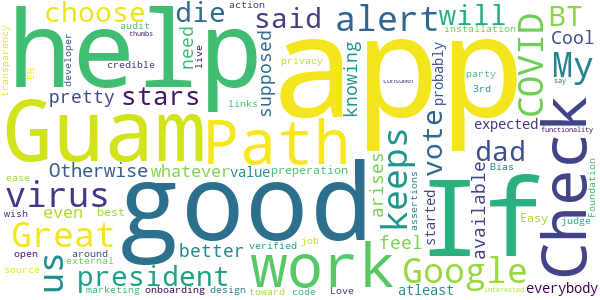 choose die said alert will BT
action audit thumbs
need live knowing
help app
transparency EN developer credible
privacy 3rd party installation
COVID Cool My
supposed probably
pretty stars links
consumer say
Guam Path
keeps vote expected Check functionality
Otherwise whatever value preperation
dad Bias
virus good If
arises assertions started available
ease even best better verified feel
Easy judge Foundation
wish Great job
us open around external
work Google
source president toward code atleast
marketing onboarding design Love interested everybody